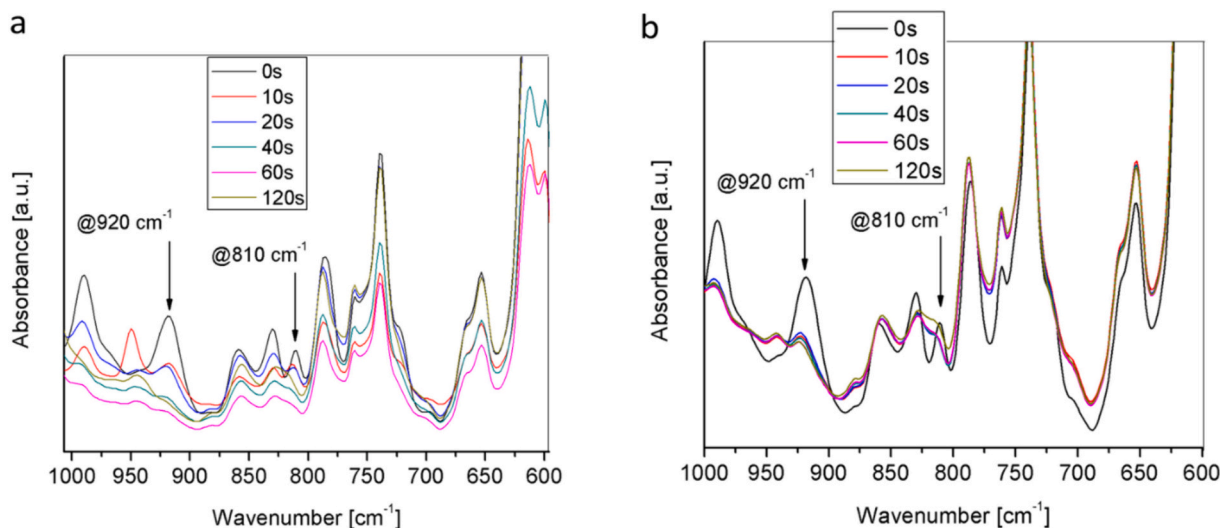 a
0s
10s
20s
40s
60s
120s
@920 cm-1
@810 cm-1
Absorbance [a.u.]
1000 950 900 850 800 750 700 650 600
Wavenumber [cm-1]
b
0s
10s
20s
40s
60s
120s
@920 cm-1
@810 cm-1
Absorbance [a.u.]
1000 950 900 850 800 750 700 650 600
Wavenumber [cm-1]